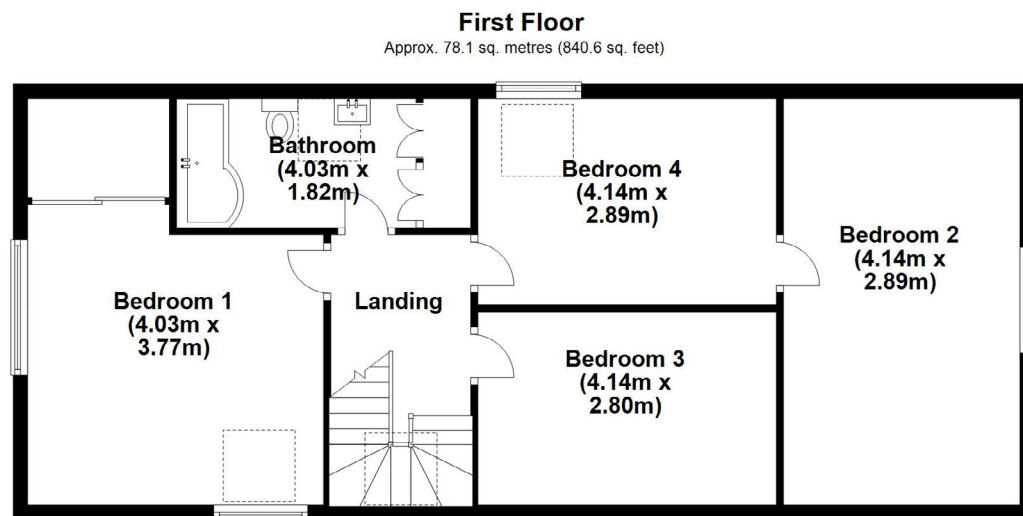 First Floor
Approx. 78.1 sq. metres (840.6 sq. feet)
Bathroom
(4.03m x
1.82m)
Bedroom 4
(4.14m x
2.89m)
Bedroom 2
(4.14m x
2.89m)
Bedroom 1
(4.03m x
3.77m)
Landing
Bedroom 3
(4.14m x
2.80m)